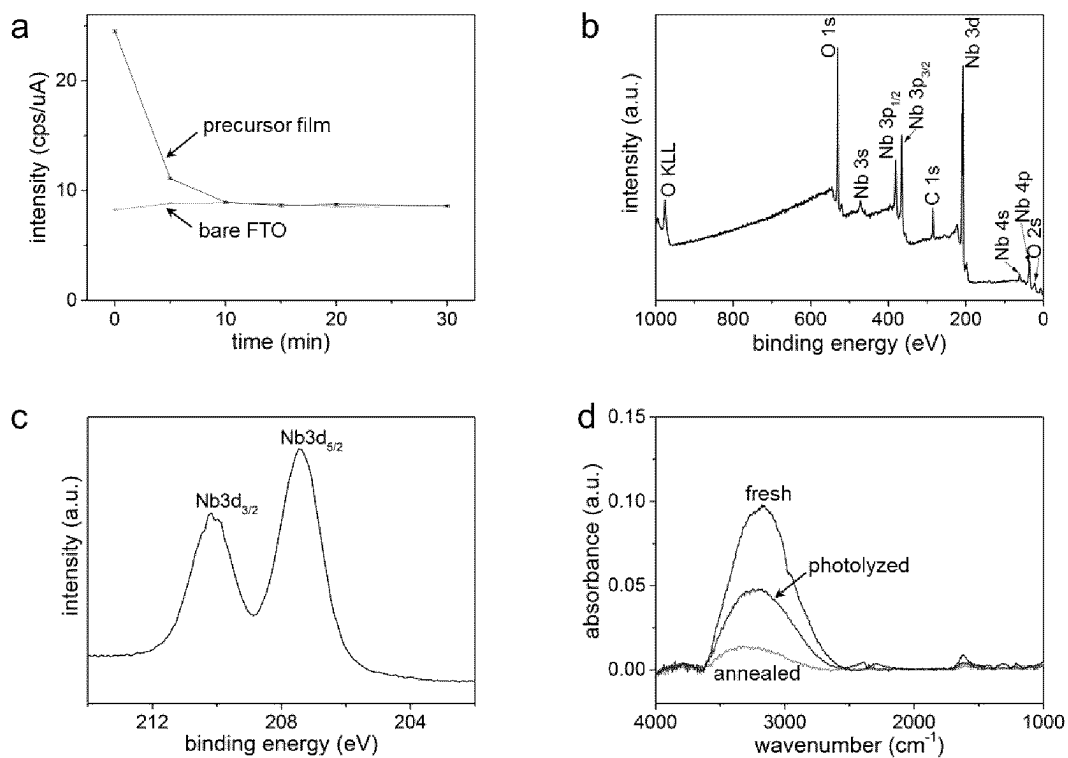 a
intensity (cps/uA)
20
10
0
precursor film
bare FTO
0
10
20
30
time (min)
b
intensity (a.u.)
O KLL
O 1s
Nb 3s
Nb 3p1/2
Nb 3p3/2
C 1s
Nb 3d
Nb 4s
Nb 4p
O 2s
1000
800
600
400
200
0
binding energy (eV)
c
intensity (a.u.)
Nb3d3/2
Nb3d5/2
212
208
204
binding energy (eV)
d
absorbance (a.u.)
0.15
0.10
0.05
0.00
fresh
photolyzed
annealed
4000
3000
2000
1000
wavenumber (cm-1)